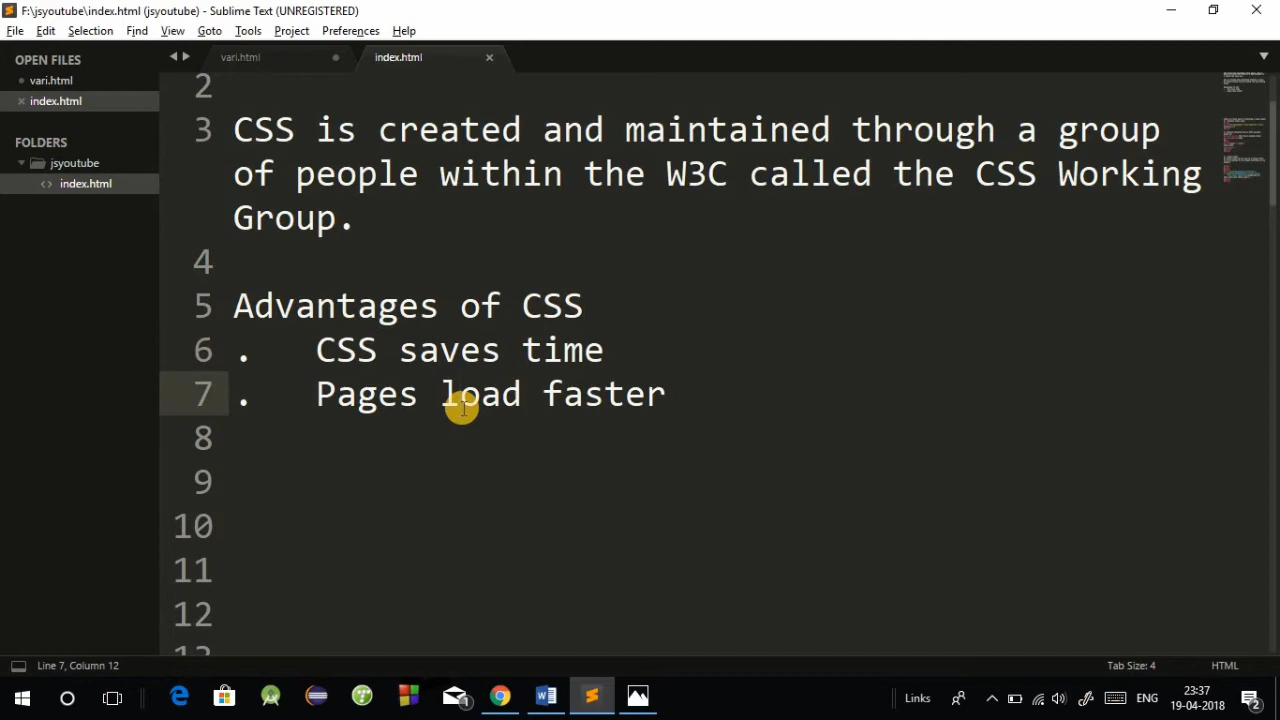 F:\jsyoutube\index.html (jsyoutube) - Sublime Text (UNREGISTERED)
File Edit Selection Find View Goto Tools Project Preferences Help
OPEN FILES
vari.html
index.html
FOLDERS
jsyoutube
index.html
vari.html index.html
2
3 CSS is created and maintained through a group
of people within the W3C called the CSS Working
Group.
4
5 Advantages of CSS
6 . CSS saves time
7 . Pages load faster
8
9
10
11
12
Line 7, Column 12 Tab Size: 4 HTML
Links ENG 23:37
19-04-2018
1
2